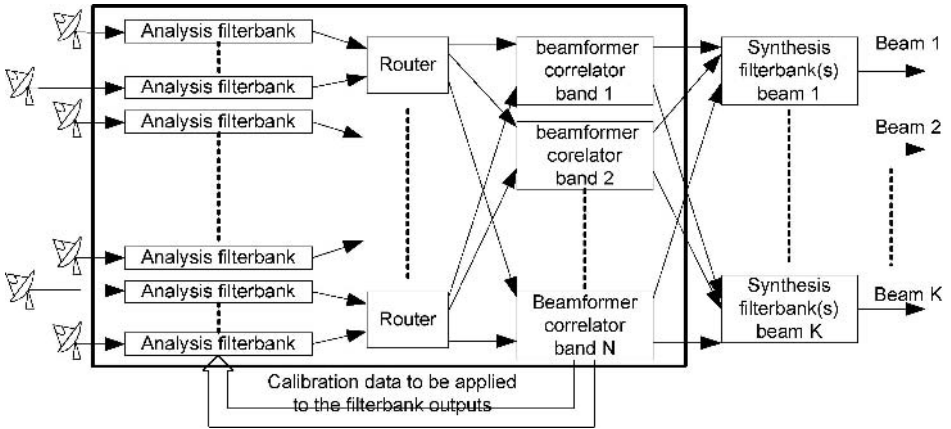 Analysis filterbank
Analysis filterbank
Analysis filterbank
Analysis filterbank
Analysis filterbank
Analysis filterbank
Router
Router
beamformer
correlator
band 1
beamformer
corelator
band 2
Beamformer
correlator
band N
Synthesis
filterbank(s)
beam 1
Synthesis
filterbank(s)
beam K
Beam 1
Beam 2
Beam K
Calibration data to be applied
to the filterbank outputs